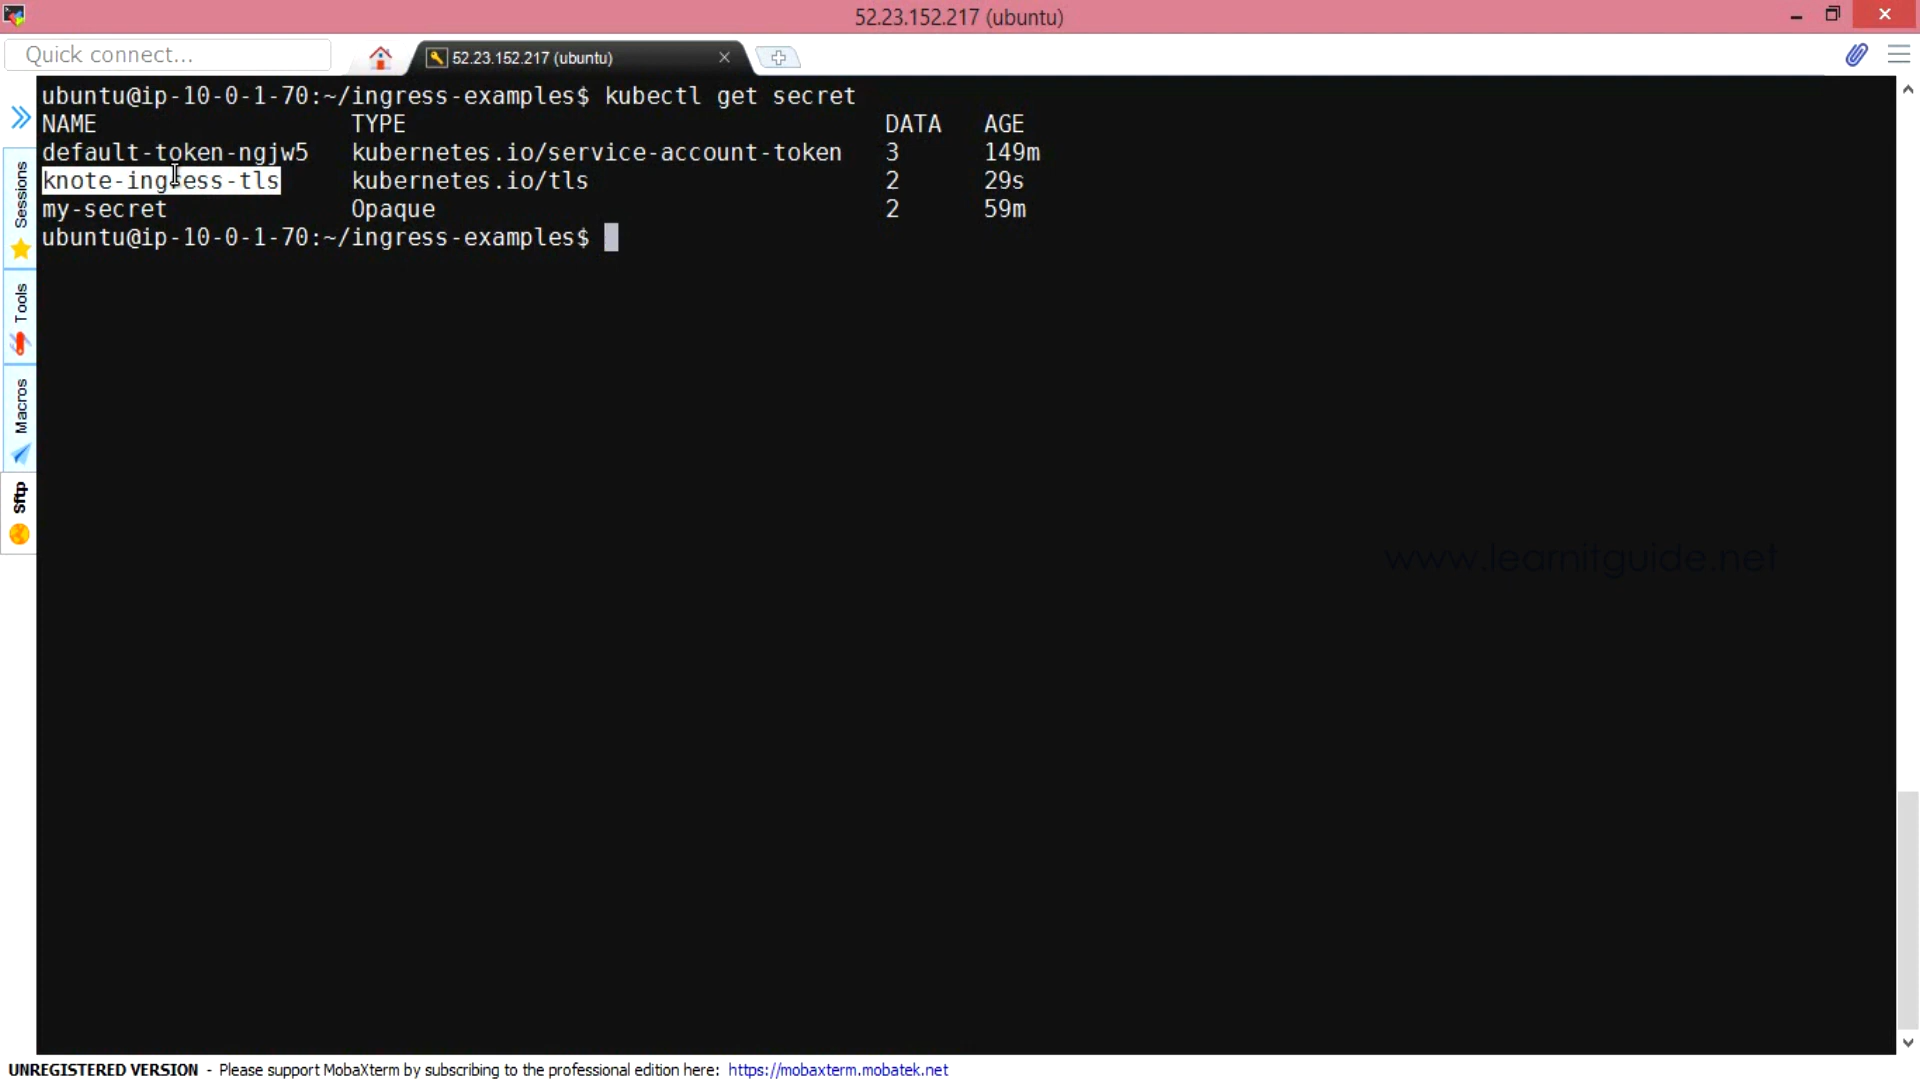 52.23.152.217 (ubuntu)
Quick connect...
52.23.152.217 (ubuntu)
ubuntu@ip-10-0-1-70:~/ingress-examples$ kubectl get secret
NAME TYPE DATA AGE
default-token-ngjw5 kubernetes.io/service-account-token 3 149m
knote-ingress-tls kubernetes.io/tls 2 29s
my-secret Opaque 2 59m
ubuntu@ip-10-0-1-70:~/ingress-examples$
Sessions
Tools
Macros
Sftp
www.learnitguide.net
UNREGISTERED VERSION - Please support MobaXterm by subscribing to the professional edition here: https://mobaxterm.mobatek.net